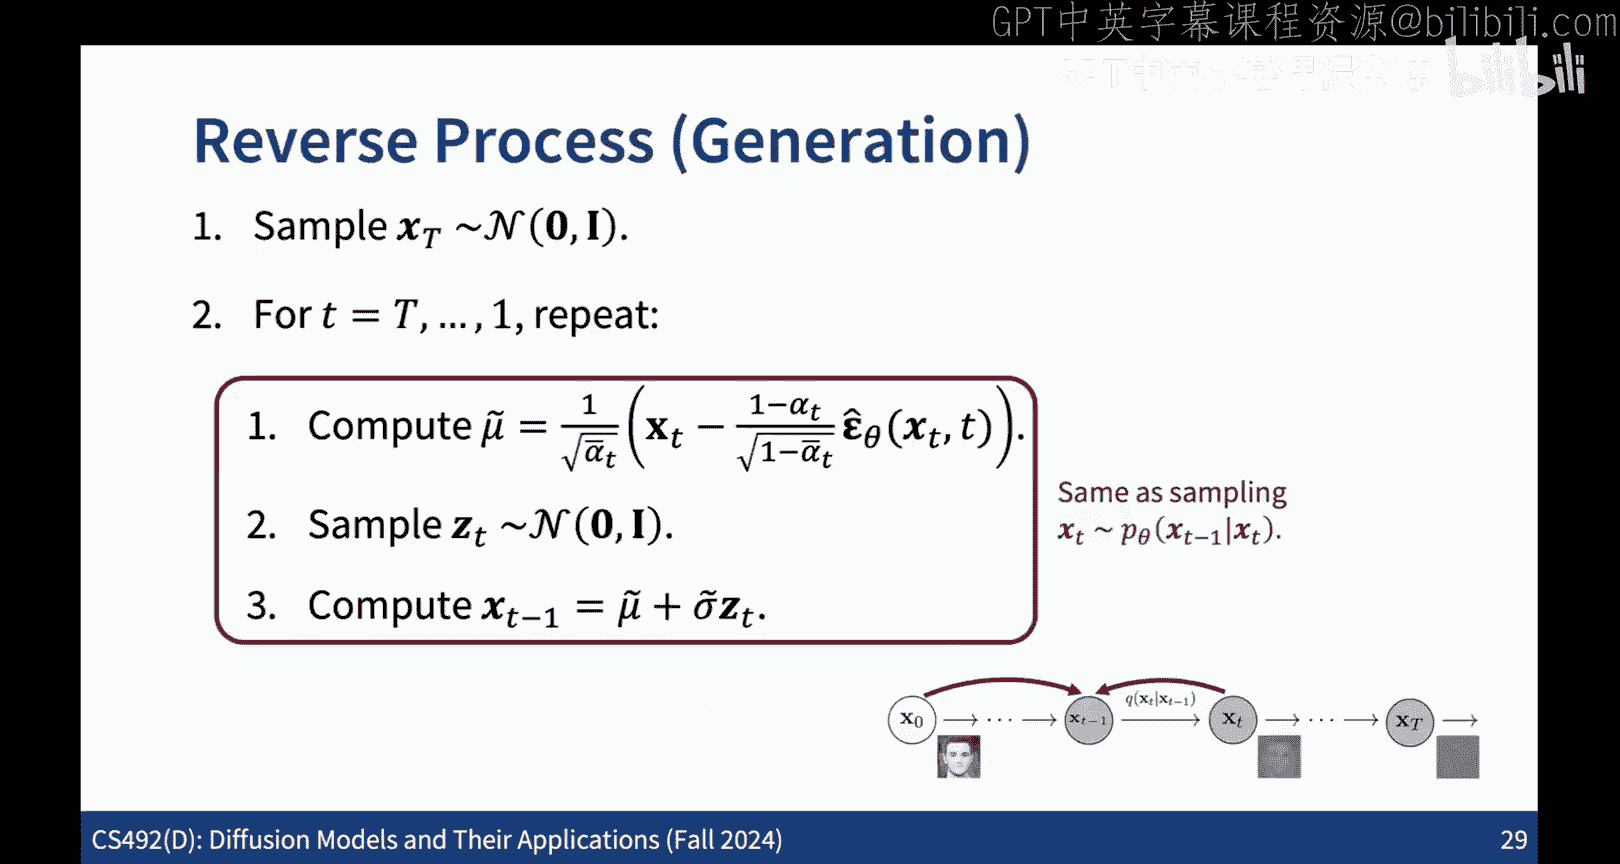 GPT中英字幕课程资源@bilibili.com
bilibili
Reverse Process (Generation)
1. Sample 𝒙_T ~𝒩(𝟎, 𝐈).
2. For t = T, … , 1, repeat:
1. Compute μ̃ = 1/√ᾱ_t (𝐱_t − (1−α_t)/√(1−ᾱ_t) 𝛆̂_θ(𝒙_t, t)).
2. Sample 𝒛_t ~𝒩(𝟎, 𝐈).
3. Compute 𝒙_{t−1} = μ̃ + σ̃𝒛_t.
Same as sampling
𝒙_t ~ p_θ(𝒙_{t−1}|𝒙_t).
q(𝐱_t|𝐱_{t−1})
𝐱_0 → ⋯ → 𝐱_{t−1} → 𝐱_t → ⋯ → 𝐱_T →
CS492(D): Diffusion Models and Their Applications (Fall 2024)
29